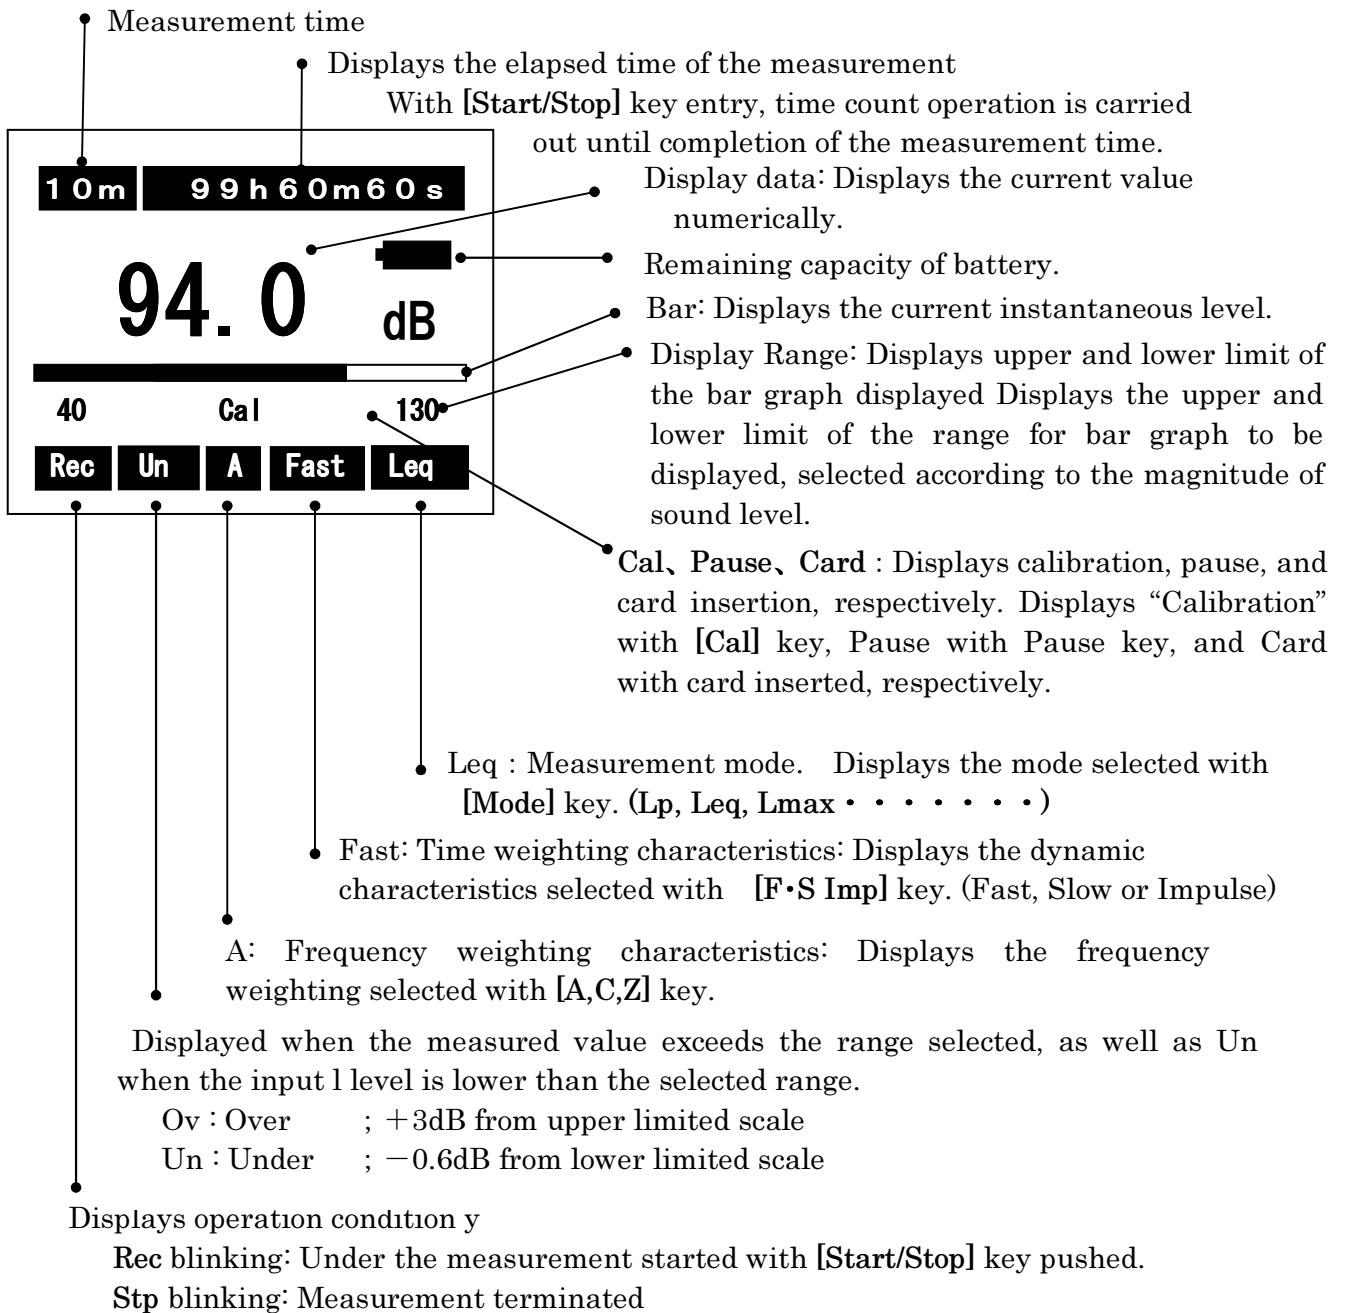 Measurement time
Displays the elapsed time of the measurement
With [Start/Stop] key entry, time count operation is carried
out until completion of the measurement time.
10m 99h60m60s
Display data: Displays the current value
numerically.
Remaining capacity of battery.
94.0 dB
Bar: Displays the current instantaneous level.
Display Range: Displays upper and lower limit of
the bar graph displayed Displays the upper and
lower limit of the range for bar graph to be
displayed, selected according to the magnitude of
sound level.
40 Cal 130
Rec Un A Fast Leq
Cal、Pause、Card : Displays calibration, pause, and
card insertion, respectively. Displays “Calibration”
with [Cal] key, Pause with Pause key, and Card
with card inserted, respectively.
Leq : Measurement mode. Displays the mode selected with
[Mode] key. (Lp, Leq, Lmax・・・・・・・)
Fast: Time weighting characteristics: Displays the dynamic
characteristics selected with [F・S Imp] key. (Fast, Slow or Impulse)
A: Frequency weighting characteristics: Displays the frequency
weighting selected with [A,C,Z] key.
Displayed when the measured value exceeds the range selected, as well as Un
when the input l level is lower than the selected range.
Ov : Over ; +3dB from upper limited scale
Un : Under ; −0.6dB from lower limited scale
Displays operation condition y
Rec blinking: Under the measurement started with [Start/Stop] key pushed.
Stp blinking: Measurement terminated